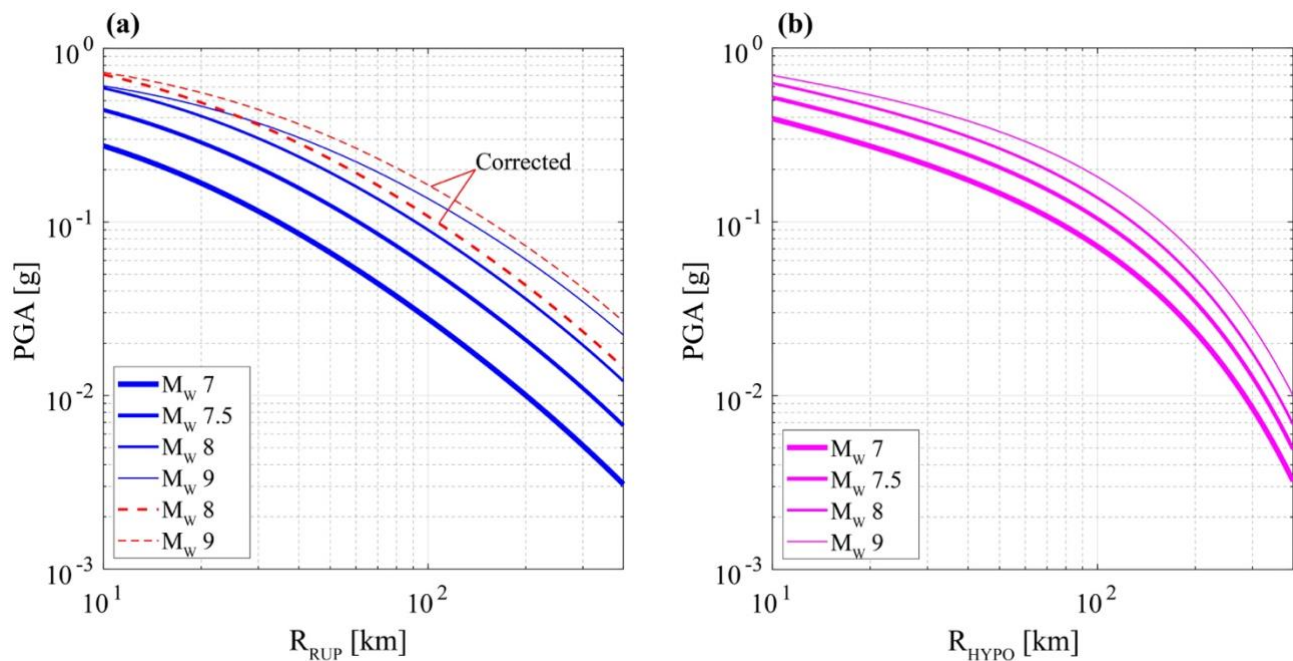 (a)
10^0
10^-1
10^-2
10^-3
PGA [g]
Corrected
M_W 7
M_W 7.5
M_W 8
M_W 9
M_W 8
M_W 9
10^1
10^2
R_RUP [km]
(b)
10^0
10^-1
10^-2
10^-3
PGA [g]
M_W 7
M_W 7.5
M_W 8
M_W 9
10^1
10^2
R_HYPO [km]